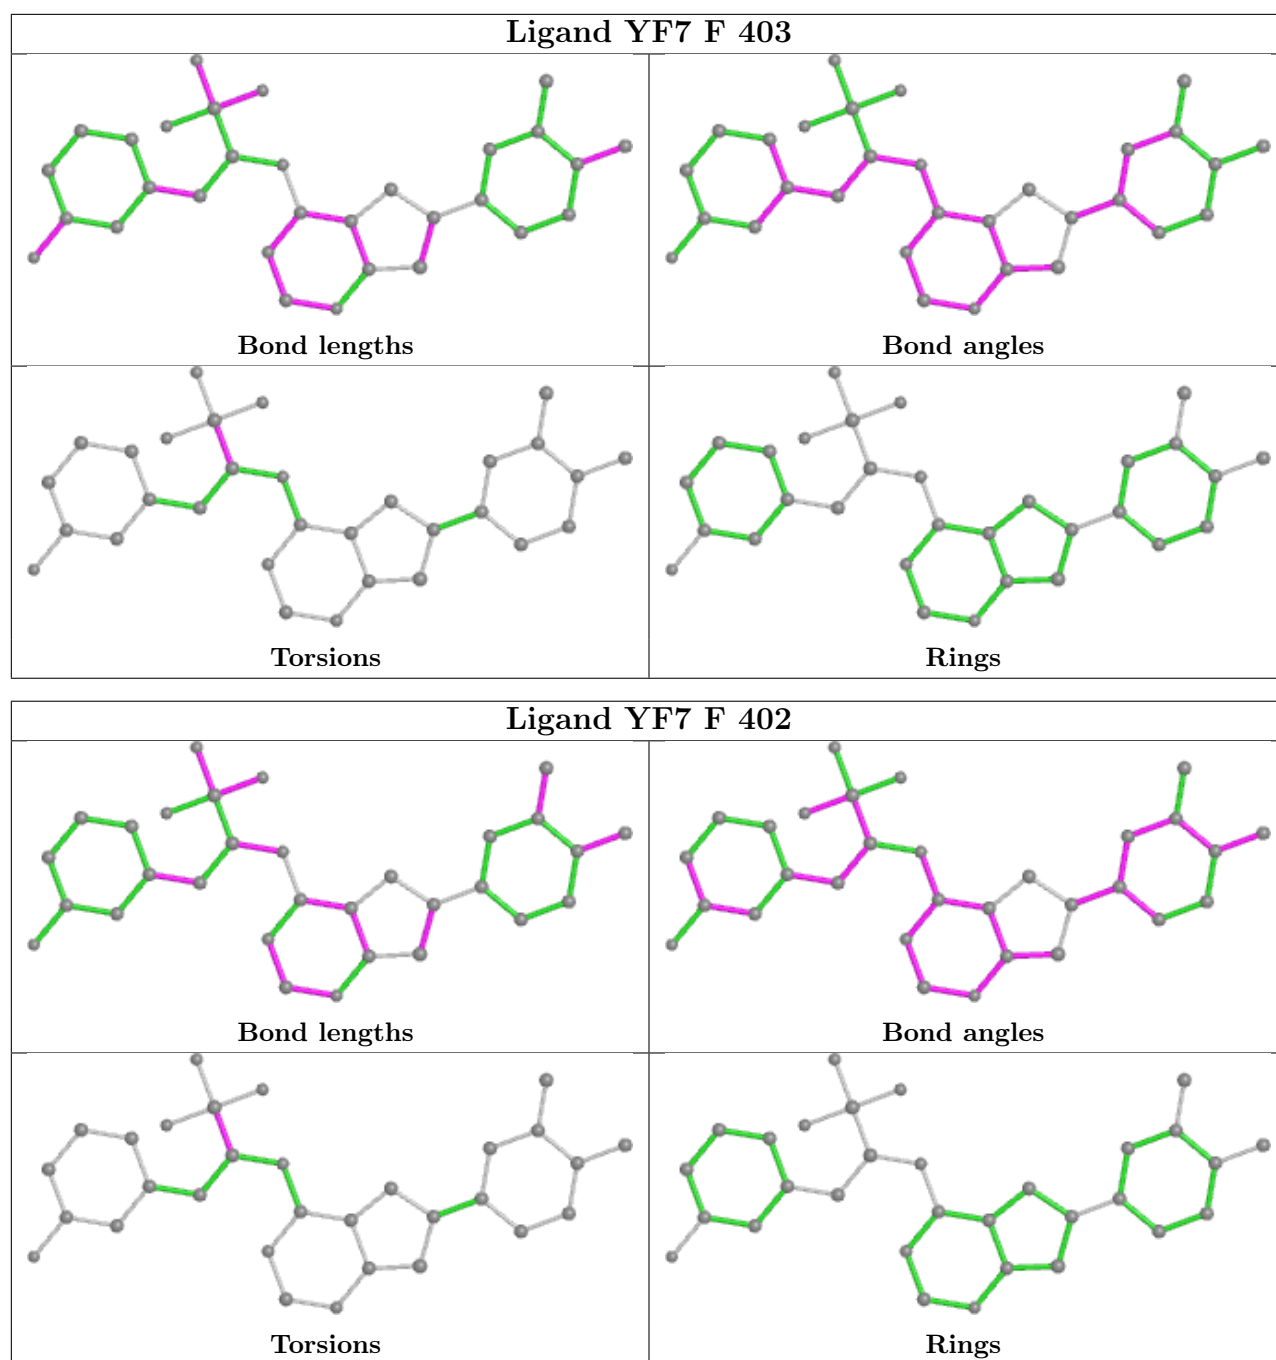 Ligand YF7 F 403
Bond lengths
Bond angles
Torsions
Rings
Ligand YF7 F 402
Bond lengths
Bond angles
Torsions
Rings